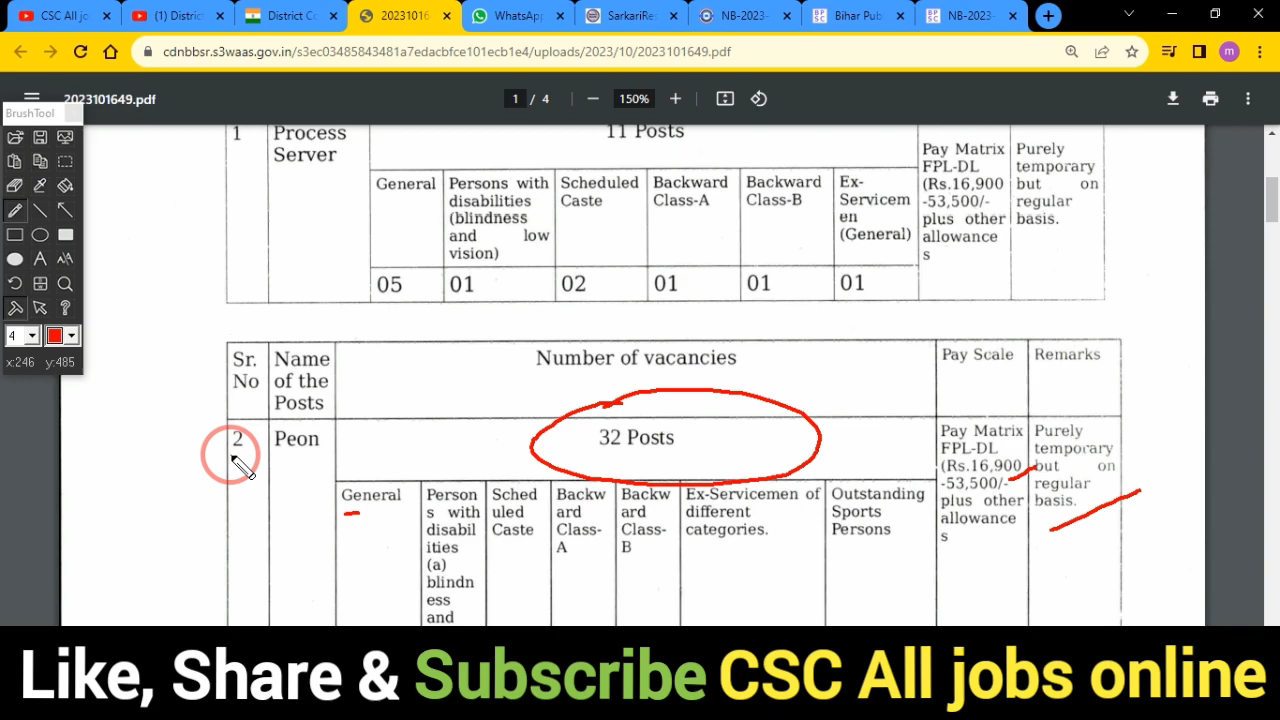 CSC All jo
(1) District
District Co
20231016
WhatsApp
SarkariRe
NB-2023-
Bihar Pub
NB-2023-
cdnbbsr.s3waas.gov.in/s3ec03485843481a7edacbfce101ecb1e4/uploads/2023/10/2023101649.pdf
m
2023101649.pdf
1 / 4
150%
BrushTool
4
x:246 y:485
1
Process
Server
11 Posts
General
Persons with
disabilities
(blindness
and low
vision)
Scheduled
Caste
Backward
Class-A
Backward
Class-B
Ex-
Servicem
en
(General)
Pay Matrix
FPL-DL
(Rs.16,900
-53,500/-
plus other
allowance
s
Purely
temporary
but on
regular
basis.
05
01
02
01
01
01
Sr.
No
Name
of the
Posts
Number of vacancies
Pay Scale
Remarks
2
Peon
32 Posts
Pay Matrix
FPL-DL
(Rs.16,900
-53,500/-
plus other
allowance
s
Purely
temporary
but on
regular
basis.
General
Person
s with
disabil
ities
(a)
blindn
ess
and
Sched
uled
Caste
Backw
ard
Class-
A
Backw
ard
Class-
B
Ex-Servicemen of
different
categories.
Outstanding
Sports
Persons
Like, Share & Subscribe CSC All jobs online